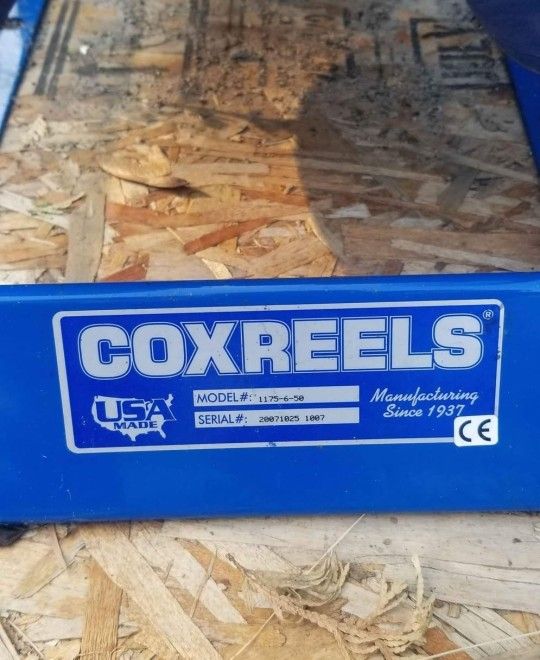 COXREELS®
MODEL#: 1175-6-50
SERIAL#: 20071025 1007
USA
MADE
Manufacturing
Since 1937
CE